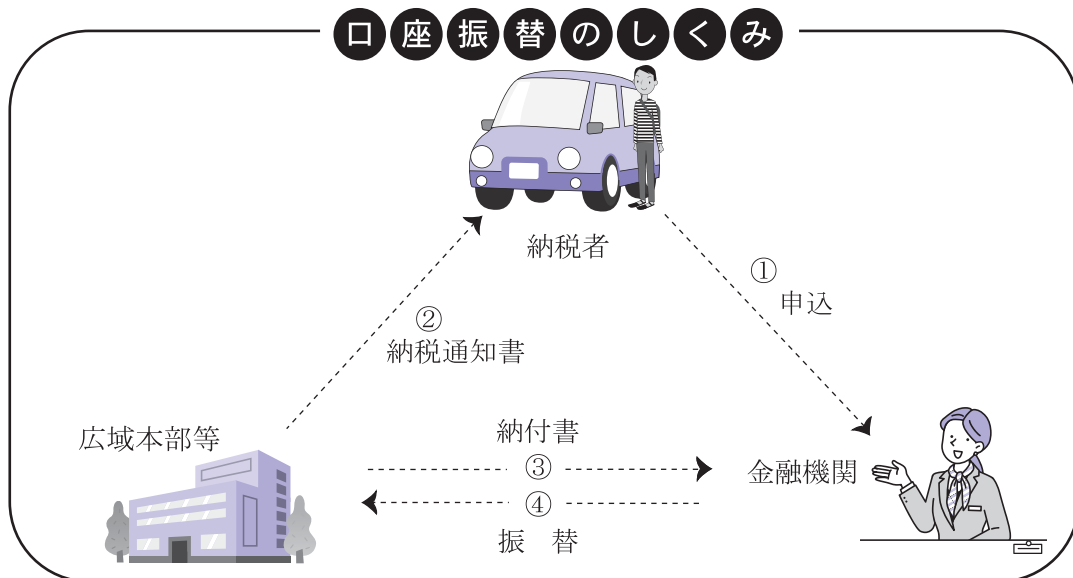 口座振替のしくみ
納税者
①
申込
②
納税通知書
広域本部等
納付書
③
金融機関
④
振　替